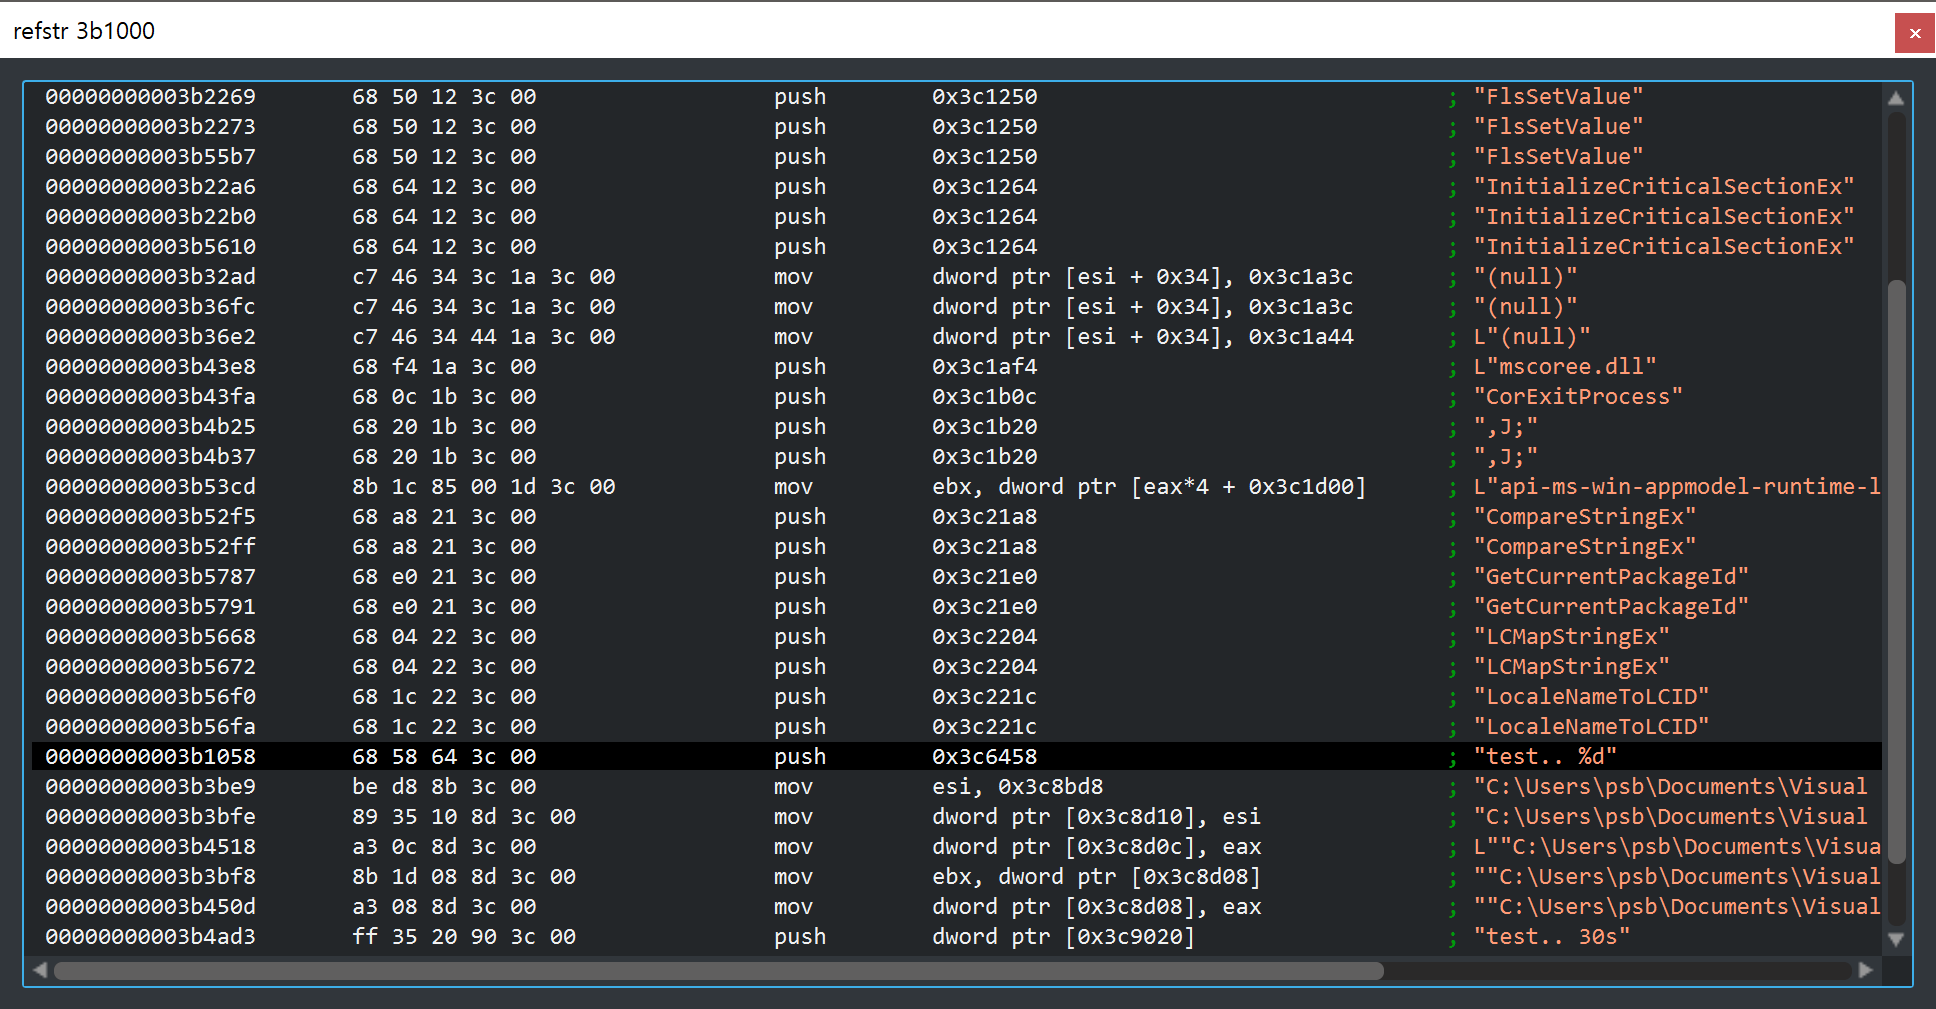 refstr 3b1000
00000000003b2269 68 50 12 3c 00 push 0x3c1250 ; "FlsSetValue"
00000000003b2273 68 50 12 3c 00 push 0x3c1250 ; "FlsSetValue"
00000000003b55b7 68 50 12 3c 00 push 0x3c1250 ; "FlsSetValue"
00000000003b22a6 68 64 12 3c 00 push 0x3c1264 ; "InitializeCriticalSectionEx"
00000000003b22b0 68 64 12 3c 00 push 0x3c1264 ; "InitializeCriticalSectionEx"
00000000003b5610 68 64 12 3c 00 push 0x3c1264 ; "InitializeCriticalSectionEx"
00000000003b32ad c7 46 34 3c 1a 3c 00 mov dword ptr [esi + 0x34], 0x3c1a3c ; "(null)"
00000000003b36fc c7 46 34 3c 1a 3c 00 mov dword ptr [esi + 0x34], 0x3c1a3c ; "(null)"
00000000003b36e2 c7 46 34 44 1a 3c 00 mov dword ptr [esi + 0x34], 0x3c1a44 ; L"(null)"
00000000003b43e8 68 f4 1a 3c 00 push 0x3c1af4 ; L"mscoree.dll"
00000000003b43fa 68 0c 1b 3c 00 push 0x3c1b0c ; "CorExitProcess"
00000000003b4b25 68 20 1b 3c 00 push 0x3c1b20 ; ",J;"
00000000003b4b37 68 20 1b 3c 00 push 0x3c1b20 ; ",J;"
00000000003b53cd 8b 1c 85 00 1d 3c 00 mov ebx, dword ptr [eax*4 + 0x3c1d00] ; L"api-ms-win-appmodel-runtime-l
00000000003b52f5 68 a8 21 3c 00 push 0x3c21a8 ; "CompareStringEx"
00000000003b52ff 68 a8 21 3c 00 push 0x3c21a8 ; "CompareStringEx"
00000000003b5787 68 e0 21 3c 00 push 0x3c21e0 ; "GetCurrentPackageId"
00000000003b5791 68 e0 21 3c 00 push 0x3c21e0 ; "GetCurrentPackageId"
00000000003b5668 68 04 22 3c 00 push 0x3c2204 ; "LCMapStringEx"
00000000003b5672 68 04 22 3c 00 push 0x3c2204 ; "LCMapStringEx"
00000000003b56f0 68 1c 22 3c 00 push 0x3c221c ; "LocaleNameToLCID"
00000000003b56fa 68 1c 22 3c 00 push 0x3c221c ; "LocaleNameToLCID"
00000000003b1058 68 58 64 3c 00 push 0x3c6458 ; "test.. %d"
00000000003b3be9 be d8 8b 3c 00 mov esi, 0x3c8bd8 ; "C:\Users\psb\Documents\Visual
00000000003b3bfe 89 35 10 8d 3c 00 mov dword ptr [0x3c8d10], esi ; "C:\Users\psb\Documents\Visual
00000000003b4518 a3 0c 8d 3c 00 mov dword ptr [0x3c8d0c], eax ; L""C:\Users\psb\Documents\Visua
00000000003b3bf8 8b 1d 08 8d 3c 00 mov ebx, dword ptr [0x3c8d08] ; ""C:\Users\psb\Documents\Visual
00000000003b450d a3 08 8d 3c 00 mov dword ptr [0x3c8d08], eax ; ""C:\Users\psb\Documents\Visual
00000000003b4ad3 ff 35 20 90 3c 00 push dword ptr [0x3c9020] ; "test.. 30s"